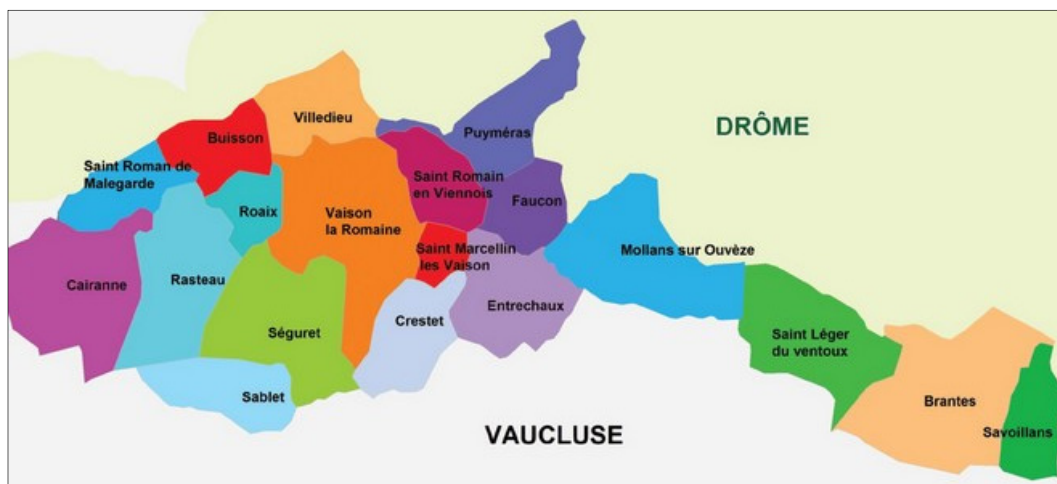 Villedieu
Buisson
Puyméras
DRÔME
Saint Roman de
Malegarde
Saint Romain
en Viennois
Faucon
Roaix
Vaison
la Romaine
Saint Marcellin
les Vaison
Mollans sur Ouvèze
Cairanne
Rasteau
Entrechaux
Séguret
Crestet
Saint Léger
du ventoux
Sablet
Brantes
VAUCLUSE
Savoillans